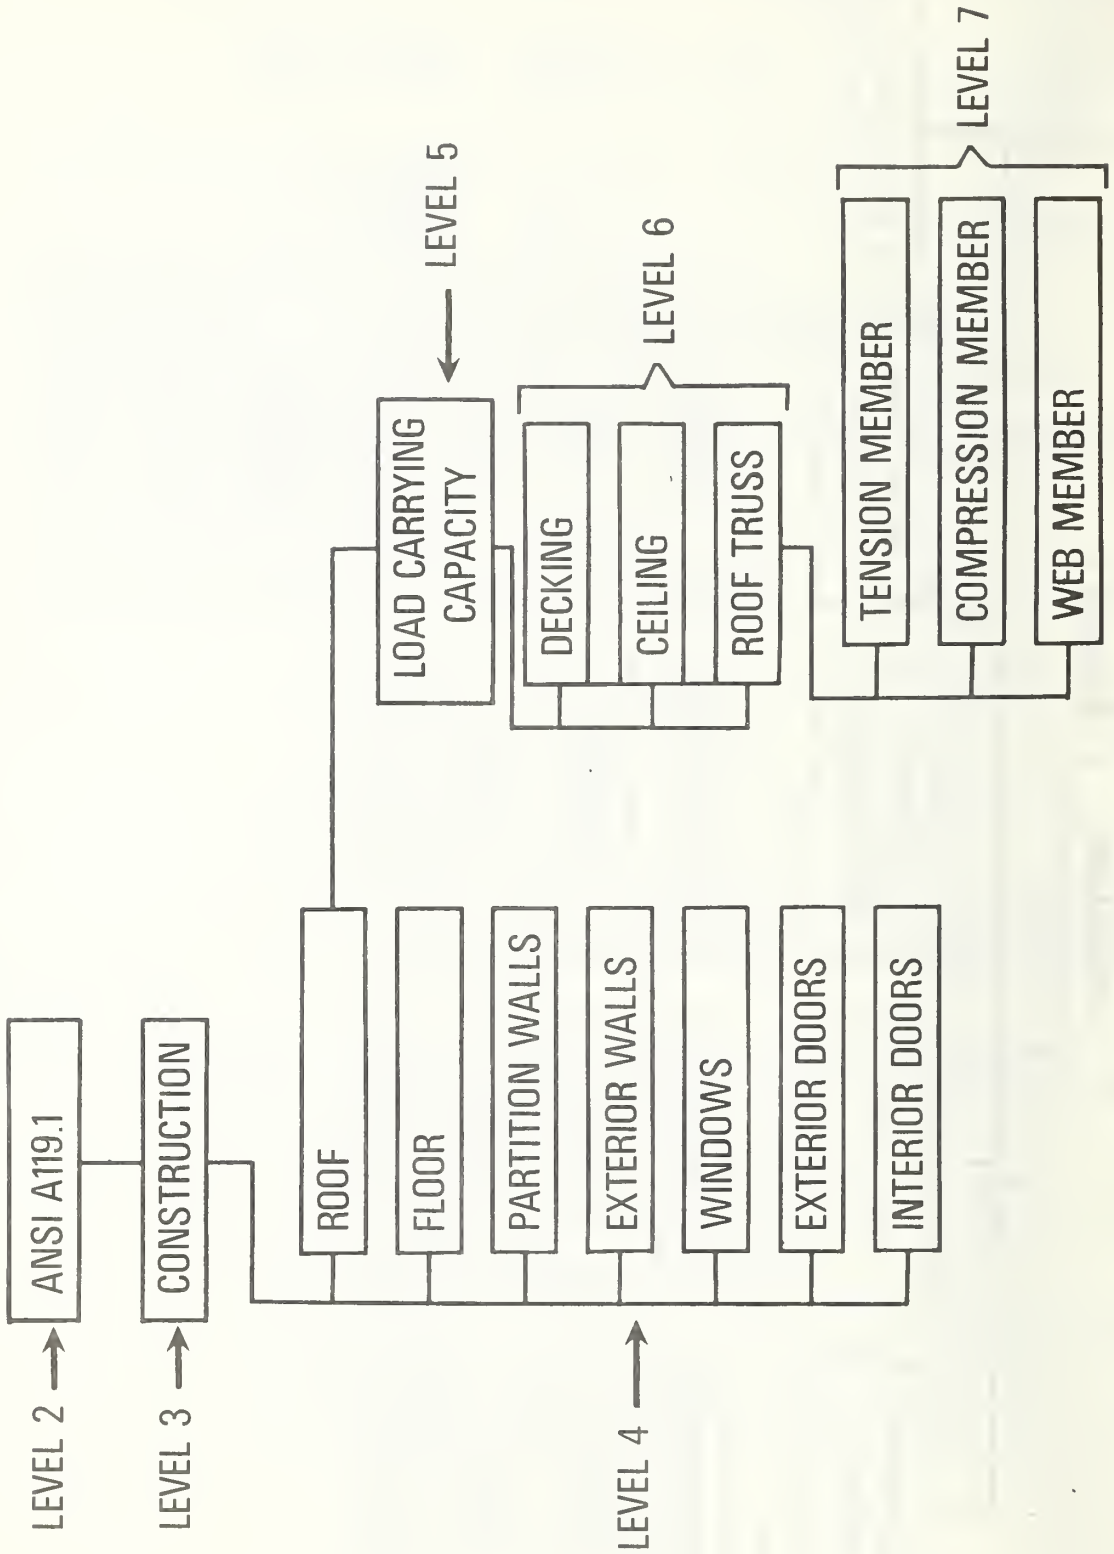 LEVEL 2
ANSI A119.1
LEVEL 3
CONSTRUCTION
LEVEL 4
ROOF
FLOOR
PARTITION WALLS
EXTERIOR WALLS
WINDOWS
EXTERIOR DOORS
INTERIOR DOORS
LOAD CARRYING
CAPACITY
LEVEL 5
DECKING
CEILING
ROOF TRUSS
LEVEL 6
TENSION MEMBER
COMPRESSION MEMBER
WEB MEMBER
LEVEL 7